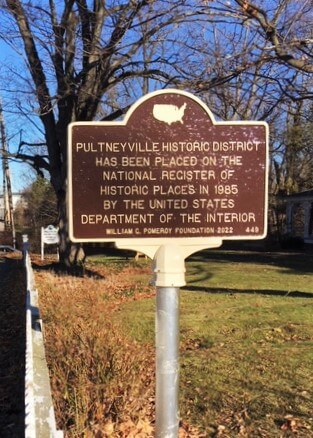 PULTNEYVILLE HISTORIC DISTRICT
HAS BEEN PLACED ON THE
NATIONAL REGISTER OF
HISTORIC PLACES IN 1985
BY THE UNITED STATES
DEPARTMENT OF THE INTERIOR
WILLIAM G. POMEROY FOUNDATION 2022 448